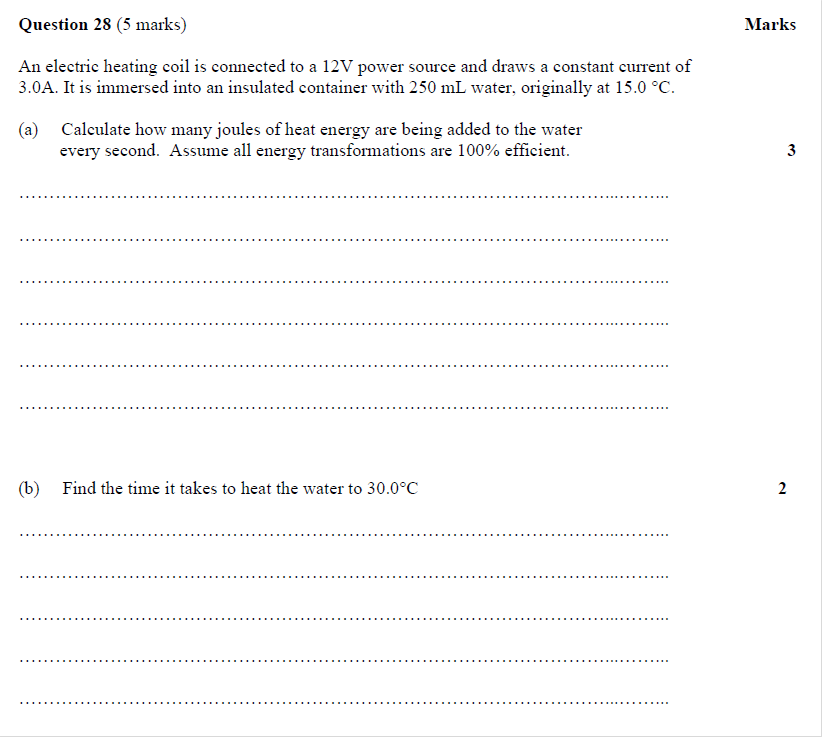 Question 28 (5 marks) Marks
An electric heating coil is connected to a 12V power source and draws a constant current of
3.0A. It is immersed into an insulated container with 250 mL water, originally at 15.0 °C.
(a) Calculate how many joules of heat energy are being added to the water
every second. Assume all energy transformations are 100% efficient. 3
(b) Find the time it takes to heat the water to 30.0°C 2